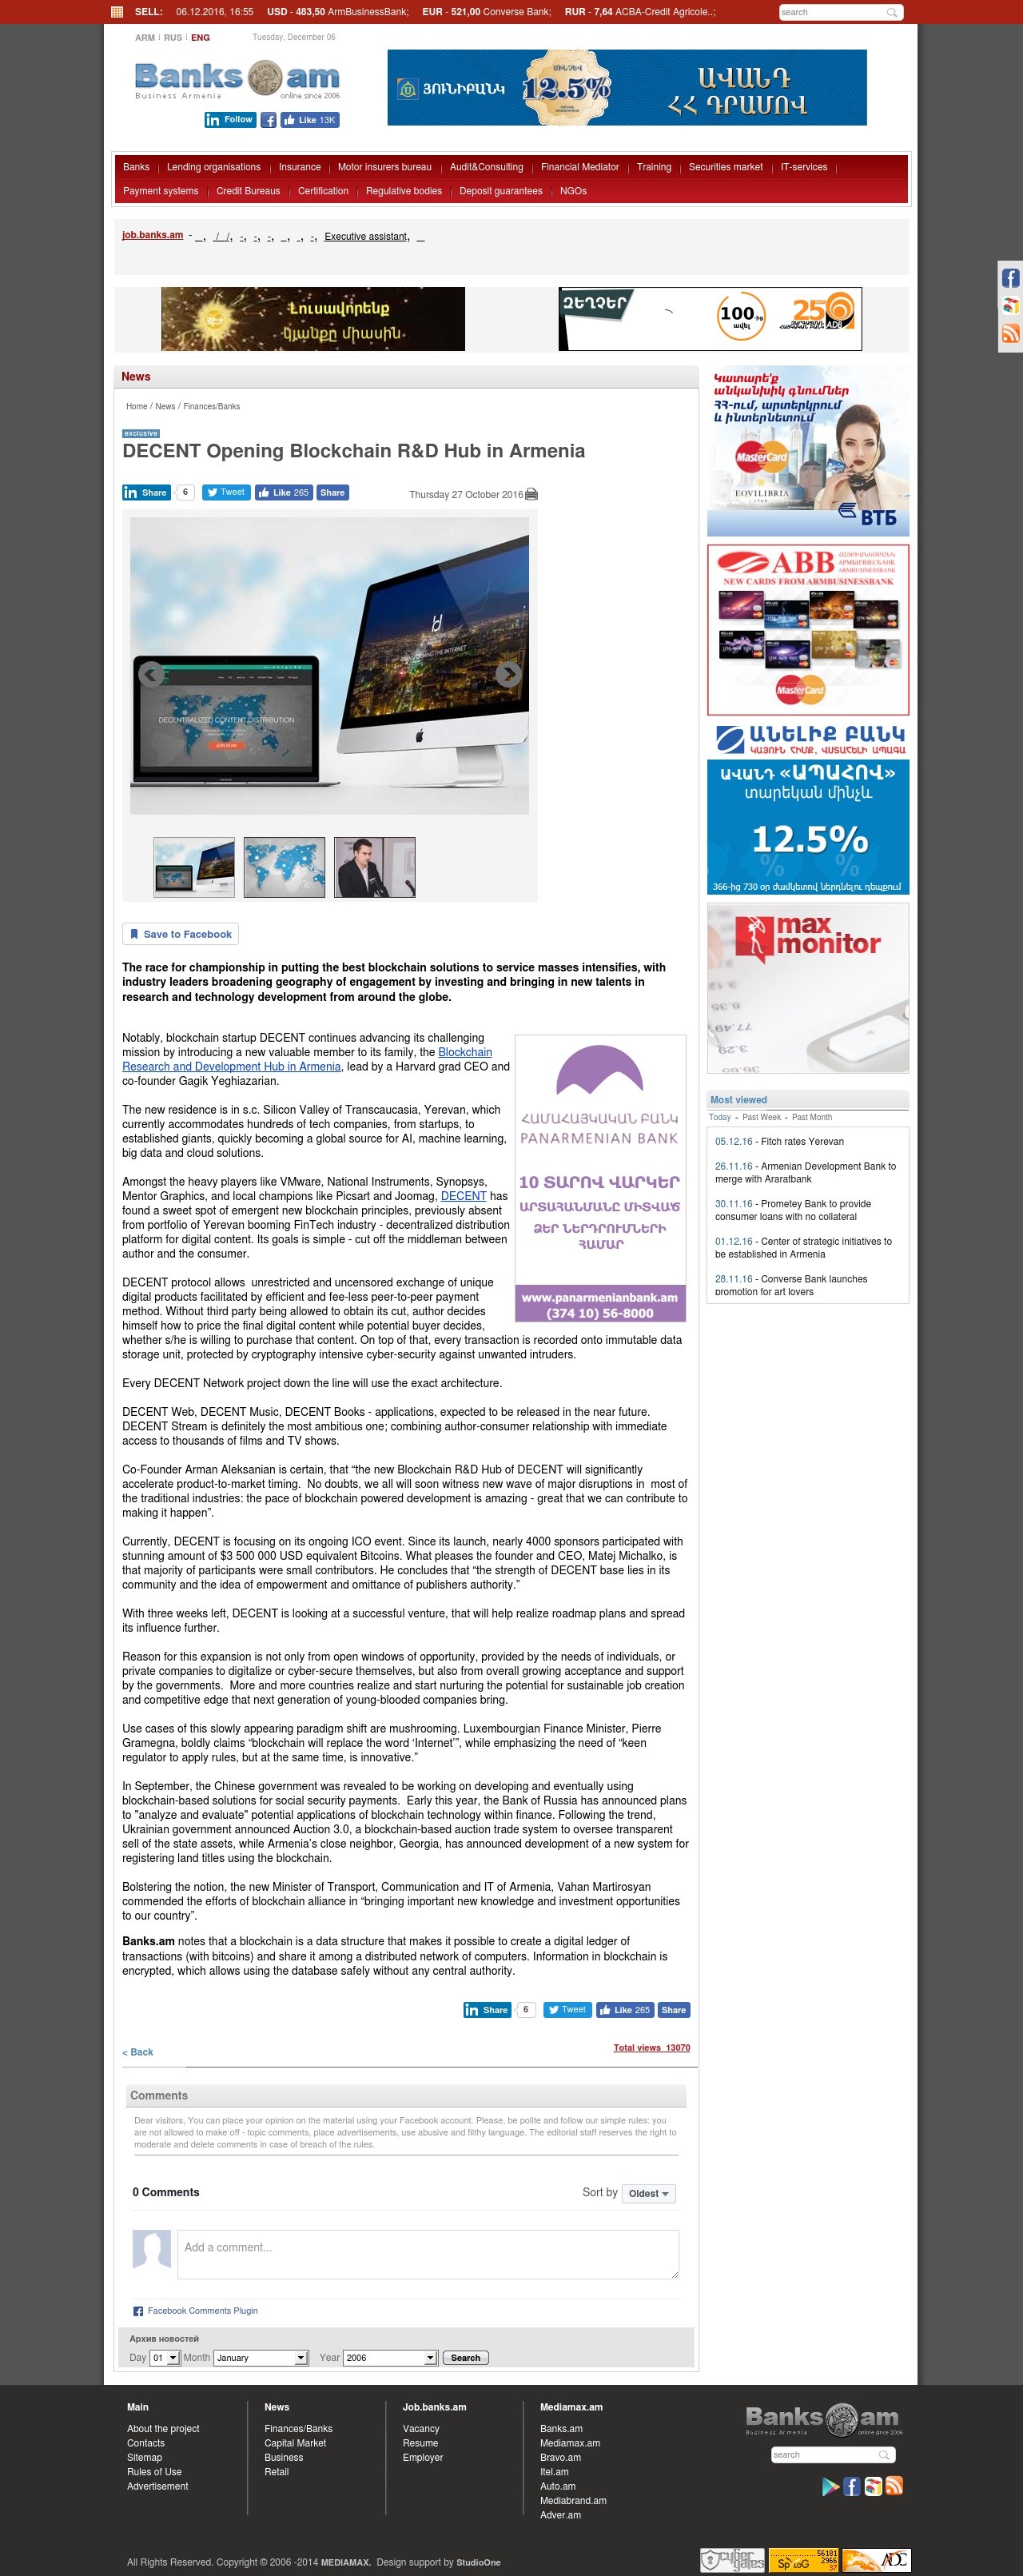 SELL: 06.12.2016, 16:55 USD - 483,50 ArmBusinessBank; EUR - 521,00 Converse Bank; RUR - 7,64 ACBA-Credit Agricole..;
search
ARM | RUS | ENG Tuesday, December 06
Banks am
Business Armenia online since 2006
Follow Like 13K
ՅՈՒՆԻԲԱՆԿ 12.5% ԱՎԱՆԴ
ՀՀ ԴՐԱՄՈՎ
Banks | Lending organisations | Insurance | Motor insurers bureau | Audit&Consulting | Financial Mediator | Training | Securities market | IT-services |
Payment systems | Credit Bureaus | Certification | Regulative bodies | Deposit guarantees | NGOs
job.banks.am - __, _/_/, -, -, -, _, -, -, Executive assistant, __
Լուսավորենք
կյանքը միասին
ԶԵՂՉԵՐ
100
25
News
Home / News / Finances/Banks
exclusive
DECENT Opening Blockchain R&D Hub in Armenia
Share 6 Tweet Like 265 Share Thursday 27 October 2016
DECENTRALIZED CONTENT DISTRIBUTION
Save to Facebook
The race for championship in putting the best blockchain solutions to service masses intensifies, with
industry leaders broadening geography of engagement by investing and bringing in new talents in
research and technology development from around the globe.
Notably, blockchain startup DECENT continues advancing its challenging
mission by introducing a new valuable member to its family, the Blockchain
Research and Development Hub in Armenia, lead by a Harvard grad CEO and
co-founder Gagik Yeghiazarian.
The new residence is in s.c. Silicon Valley of Transcaucasia, Yerevan, which
currently accommodates hundreds of tech companies, from startups, to
established giants, quickly becoming a global source for AI, machine learning,
big data and cloud solutions.
Amongst the heavy players like VMware, National Instruments, Synopsys,
Mentor Graphics, and local champions like Picsart and Joomag, DECENT has
found a sweet spot of emergent new blockchain principles, previously absent
from portfolio of Yerevan booming FinTech industry - decentralized distribution
platform for digital content. Its goals is simple - cut off the middleman between
author and the consumer.
DECENT protocol allows  unrestricted and uncensored exchange of unique
digital products facilitated by efficient and fee-less peer-to-peer payment
method. Without third party being allowed to obtain its cut, author decides
himself how to price the final digital content while potential buyer decides,
whether s/he is willing to purchase that content. On top of that, every transaction is recorded onto immutable data
storage unit, protected by cryptography intensive cyber-security against unwanted intruders.
Every DECENT Network project down the line will use the exact architecture.
DECENT Web, DECENT Music, DECENT Books - applications, expected to be released in the near future.
DECENT Stream is definitely the most ambitious one; combining author-consumer relationship with immediate
access to thousands of films and TV shows.
Co-Founder Arman Aleksanian is certain, that “the new Blockchain R&D Hub of DECENT will significantly
accelerate product-to-market timing.  No doubts, we all will soon witness new wave of major disruptions in  most of
the traditional industries: the pace of blockchain powered development is amazing - great that we can contribute to
making it happen”.
Currently, DECENT is focusing on its ongoing ICO event. Since its launch, nearly 4000 sponsors participated with
stunning amount of $3 500 000 USD equivalent Bitcoins. What pleases the founder and CEO, Matej Michalko, is
that majority of participants were small contributors. He concludes that “the strength of DECENT base lies in its
community and the idea of empowerment and omittance of publishers authority.”
With three weeks left, DECENT is looking at a successful venture, that will help realize roadmap plans and spread
its influence further.
Reason for this expansion is not only from open windows of opportunity, provided by the needs of individuals, or
private companies to digitalize or cyber-secure themselves, but also from overall growing acceptance and support
by the governments.  More and more countries realize and start nurturing the potential for sustainable job creation
and competitive edge that next generation of young-blooded companies bring.
Use cases of this slowly appearing paradigm shift are mushrooming. Luxembourgian Finance Minister, Pierre
Gramegna, boldly claims “blockchain will replace the word ‘Internet’”, while emphasizing the need of “keen
regulator to apply rules, but at the same time, is innovative.”
In September, the Chinese government was revealed to be working on developing and eventually using
blockchain-based solutions for social security payments.  Early this year, the Bank of Russia has announced plans
to "analyze and evaluate" potential applications of blockchain technology within finance. Following the trend,
Ukrainian government announced Auction 3.0, a blockchain-based auction trade system to oversee transparent
sell of the state assets, while Armenia's close neighbor, Georgia, has announced development of a new system for
registering land titles using the blockchain.
Bolstering the notion, the new Minister of Transport, Communication and IT of Armenia, Vahan Martirosyan
commended the efforts of blockchain alliance in “bringing important new knowledge and investment opportunities
to our country”.
Banks.am notes that a blockchain is a data structure that makes it possible to create a digital ledger of
transactions (with bitcoins) and share it among a distributed network of computers. Information in blockchain is
encrypted, which allows using the database safely without any central authority.
Share 6 Tweet Like 265 Share
< Back Total views 13070
ՀԱՄԱՀԱՅԿԱԿԱՆ ԲԱՆԿ
PANARMENIAN BANK
10 ՏԱՐՈՎ ՎԱՐԿԵՐ
ԱՐՏԱՀԱՆՄԱՆԸ ՄԻՏՎԱԾ
ՁԵՐ ՆԵՐԴՐՈՒՄՆԵՐԻ
ՀԱՄԱՐ
www.panarmenianbank.am
(374 10) 56-8000
Կատարե՛ք
անկանխիկ գնումներ
ՀՀ-ում, արտերկրում
և ինտերնետում
MasterCard
EQVILIBRIA
ВТБ
ABB
NEW CARDS FROM ARMBUSINESSBANK
MasterCard
ԱՆԵԼԻՔ ԲԱՆԿ
ԿԱՅՈՒՆ ՀԻՄՔ, ՎՍՏԱՀԵԼԻ ԱՊԱԳԱ
ԱՎԱՆԴ «ԱՊԱՀՈՎ»
տարեկան մինչև
12.5%
366-ից 730 օր ժամկետով ներդնելու դեպքում
max
monitor
Most viewed
Today • Past Week • Past Month
05.12.16 - Fitch rates Yerevan
26.11.16 - Armenian Development Bank to
merge with Araratbank
30.11.16 - Prometey Bank to provide
consumer loans with no collateral
01.12.16 - Center of strategic initiatives to
be established in Armenia
28.11.16 - Converse Bank launches
promotion for art lovers
Comments
Dear visitors, You can place your opinion on the material using your Facebook account. Please, be polite and follow our simple rules: you
are not allowed to make off - topic comments, place advertisements, use abusive and filthy language. The editorial staff reserves the right to
moderate and delete comments in case of breach of the rules.
0 Comments Sort by Oldest
Add a comment...
Facebook Comments Plugin
Архив новостей
Day 01 Month January Year 2006 Search
Main
About the project
Contacts
Sitemap
Rules of Use
Advertisement
News
Finances/Banks
Capital Market
Business
Retail
Job.banks.am
Vacancy
Resume
Employer
Mediamax.am
Banks.am
Mediamax.am
Bravo.am
Itel.am
Auto.am
Mediabrand.am
Adver.am
Banks am
Business Armenia online since 2006
search
All Rights Reserved. Copyright © 2006 -2014 MEDIAMAX. Design support by StudioOne
cyber gates
SpyLOG 56181
2966
37
ADC